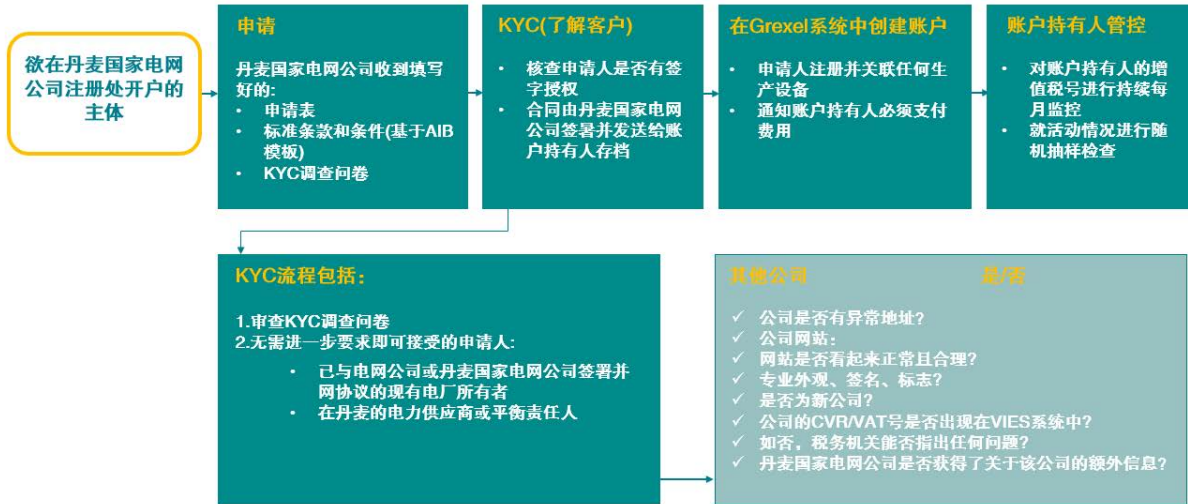 欲在丹麦国家电网
公司注册处开户的
主体
申请
丹麦国家电网公司收到填写
好的:
• 申请表
• 标准条款和条件(基于AIB
模板)
• KYC调查问卷
KYC(了解客户)
• 核查申请人是否有签
字授权
• 合同由丹麦国家电网
公司签署并发送给账
户持有人存档
在Grexel系统中创建账户
• 申请人注册并关联任何生
产设备
• 通知账户持有人必须支付
费用
账户持有人管控
• 对账户持有人的增
值税号进行持续每
月监控
• 就活动情况进行随
机抽样检查
KYC流程包括：
1.审查KYC调查问卷
2.无需进一步要求即可接受的申请人:
• 已与电网公司或丹麦国家电网公司签署并
网协议的现有电厂所有者
• 在丹麦的电力供应商或平衡责任人
其他公司 是/否
✓ 公司是否有异常地址?
✓ 公司网站：
✓ 网站是否看起来正常且合理?
✓ 专业外观、签名、标志?
✓ 是否为新公司?
✓ 公司的CVR/VAT号是否出现在VIES系统中?
✓ 如否，税务机关能否指出任何问题?
✓ 丹麦国家电网公司是否获得了关于该公司的额外信息?